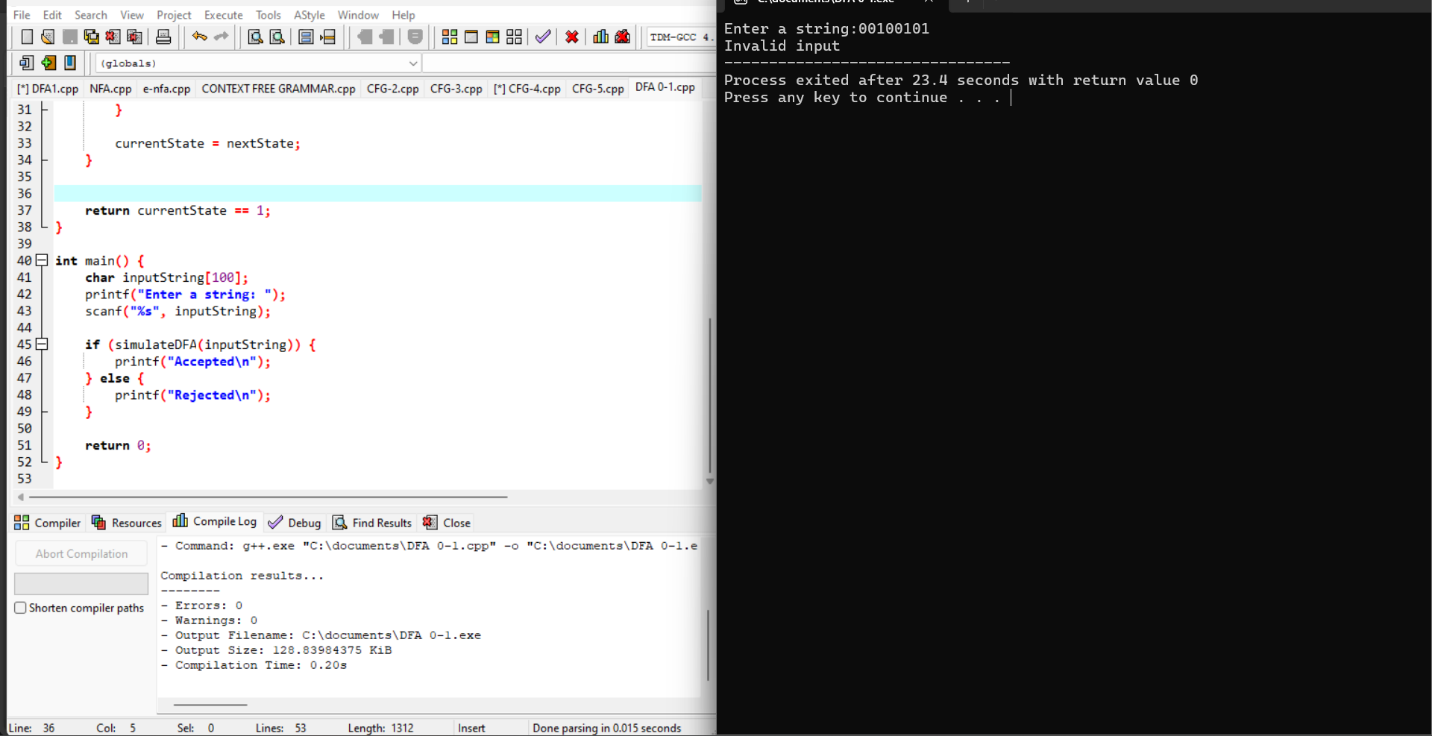 File Edit Search View Project Execute Tools AStyle Window Help
TDM-GCC 4.
(globals)
[*] DFA1.cpp NFA.cpp e-nfa.cpp CONTEXT FREE GRAMMAR.cpp CFG-2.cpp CFG-3.cpp [*] CFG-4.cpp CFG-5.cpp DFA 0-1.cpp
31 }
32
33 currentState = nextState;
34 }
35
36
37 return currentState == 1;
38 }
39
40 int main() {
41 char inputString[100];
42 printf("Enter a string: ");
43 scanf("%s", inputString);
44
45 if (simulateDFA(inputString)) {
46 printf("Accepted\n");
47 } else {
48 printf("Rejected\n");
49 }
50
51 return 0;
52 }
53
Compiler Resources Compile Log Debug Find Results Close
Abort Compilation
Shorten compiler paths
- Command: g++.exe "C:\documents\DFA 0-1.cpp" -o "C:\documents\DFA 0-1.e
Compilation results...
--------
- Errors: 0
- Warnings: 0
- Output Filename: C:\documents\DFA 0-1.exe
- Output Size: 128.83984375 KiB
- Compilation Time: 0.20s
Line: 36 Col: 5 Sel: 0 Lines: 53 Length: 1312 Insert Done parsing in 0.015 seconds
C:\documents\DFA 0-1.exe
Enter a string:00100101
Invalid input
--------------------------------
Process exited after 23.4 seconds with return value 0
Press any key to continue . . .